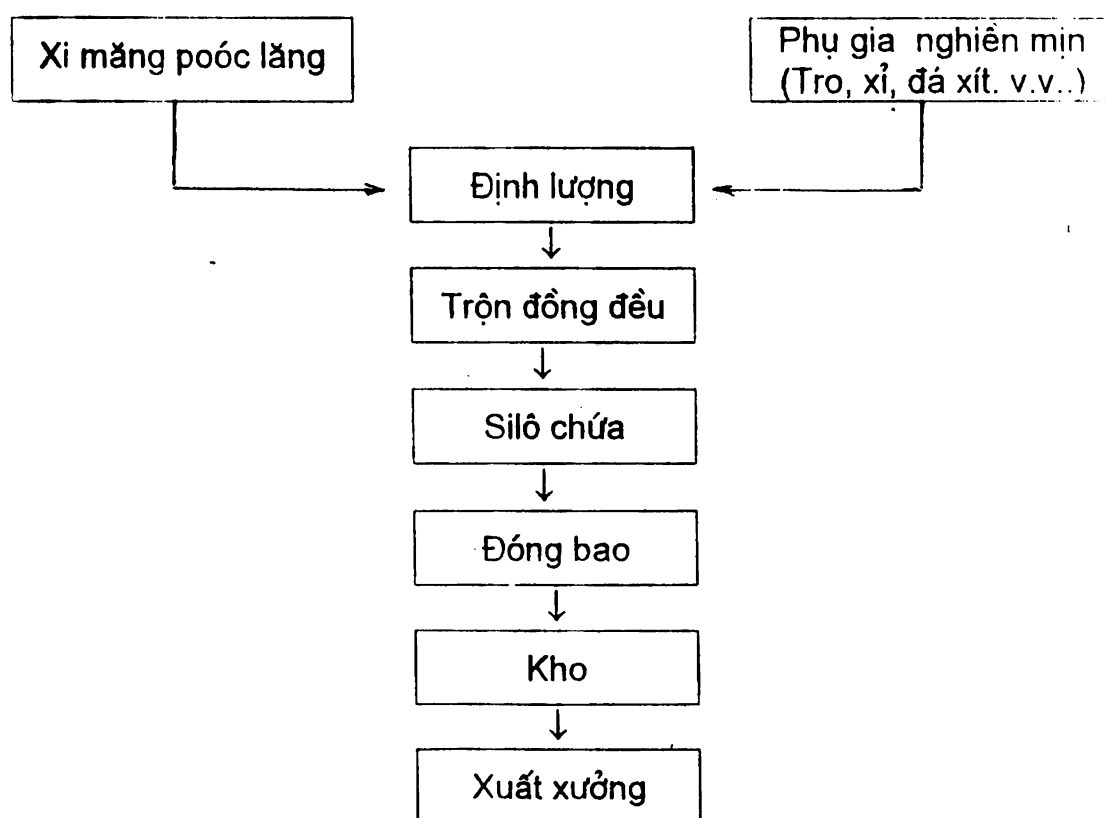 Xi măng poóc lăng
Phụ gia nghiền mịn
(Tro, xỉ, đá xít. v.v..)
Định lượng
Trộn đồng đều
Silô chứa
Đóng bao
Kho
Xuất xưởng